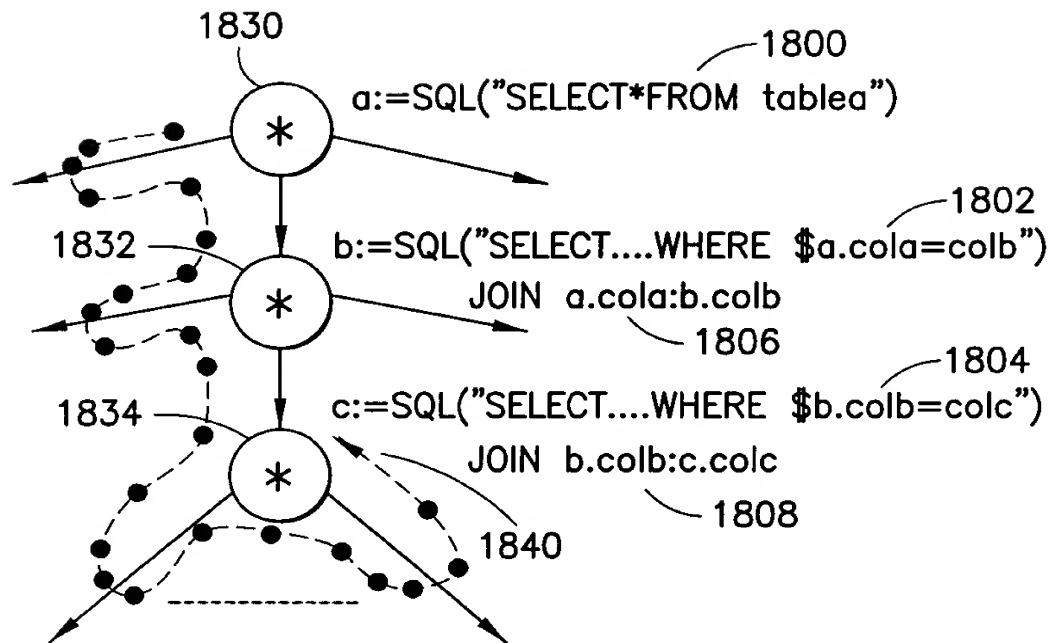 1830
1800
* a:=SQL("SELECT*FROM tablea")
1802
1832 b:=SQL("SELECT....WHERE $a.cola=colb")
* JOIN a.cola:b.colb
1806
1804
1834 c:=SQL("SELECT....WHERE $b.colb=colc")
* JOIN b.colb:c.colc
1808
1840